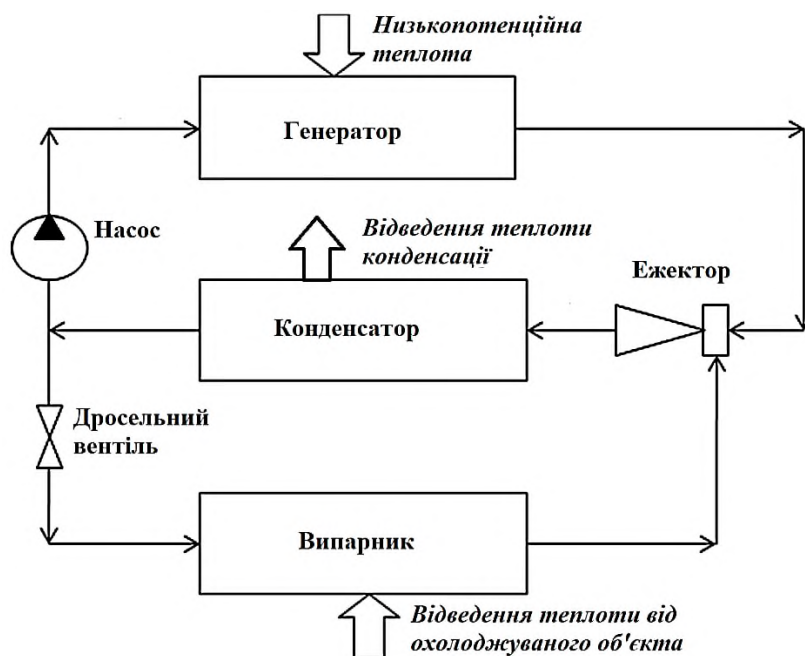 Низькопотенційна
теплота
Генератор
Насос
Відведення теплоти
конденсації
Ежектор
Конденсатор
Дросельний
вентіль
Випарник
Відведення теплоти від
охолоджуваного об'єкта